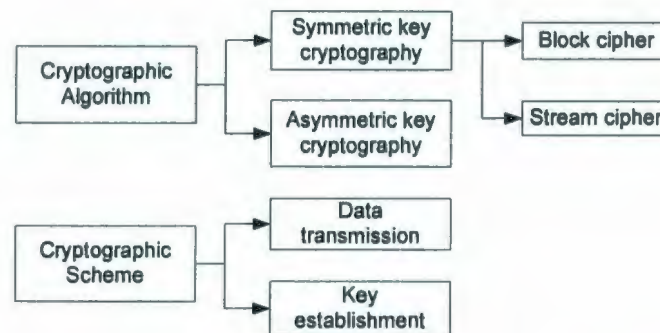 Symmetric key
cryptography
Block cipher
Cryptographic
Algorithm
Stream cipher
Asymmetric key
cryptography
Data
transmission
Cryptographic
Scheme
Key
establishment